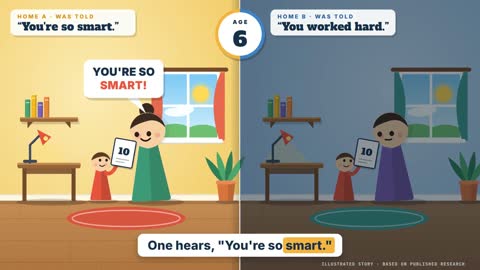 HOME A · WAS TOLD
"You're so smart."
AGE
6
HOME B · WAS TOLD
"You worked hard."
YOU'RE SO
SMART!
10
10
One hears, "You're so smart."
ILLUSTRATED STORY · BASED ON PUBLISHED RESEARCH